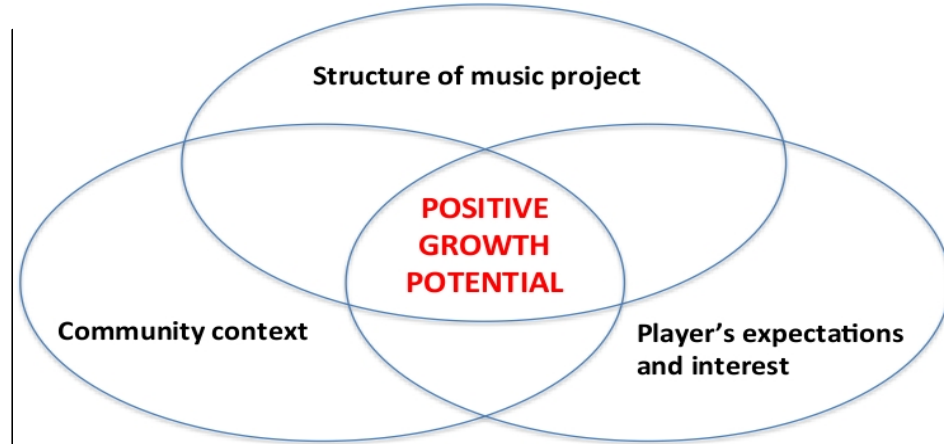 Structure of music project
POSITIVE
GROWTH
POTENTIAL
Community context
Player’s expectations
and interest